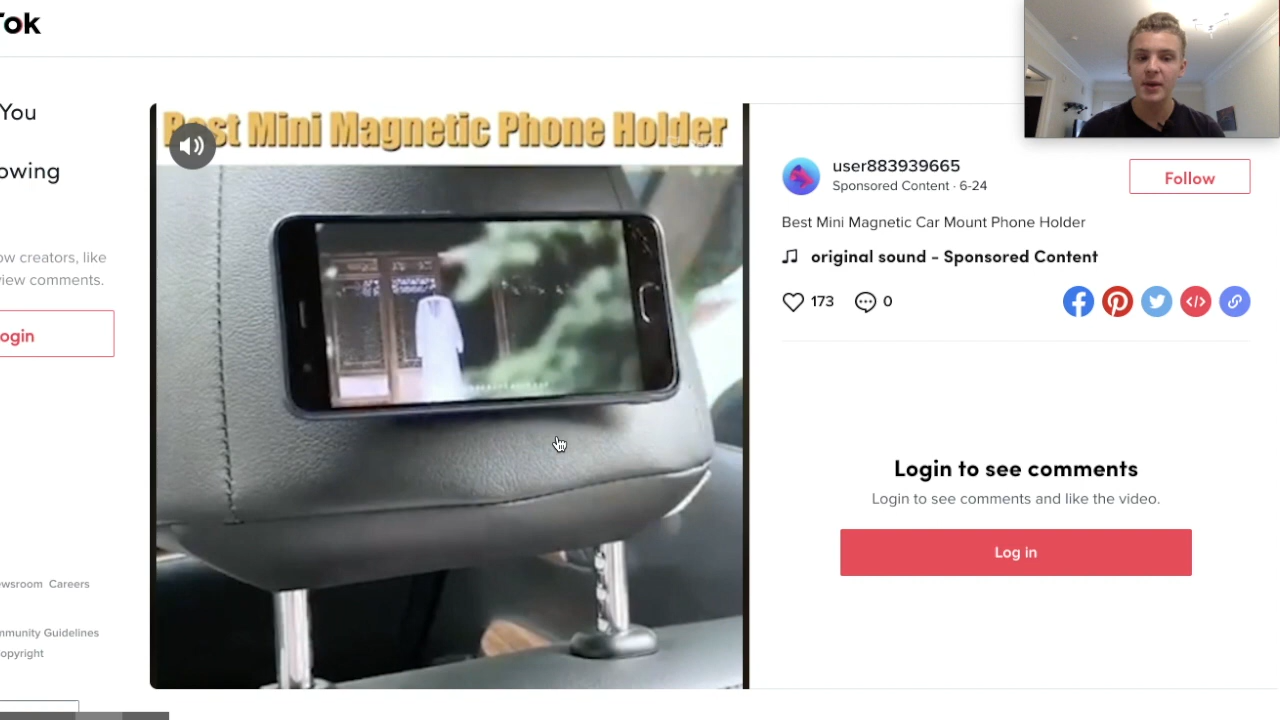 Tok
You
owing
ow creators, like
view comments.
ogin
wsroom Careers
mmunity Guidelines
opyright
Best Mini Magnetic Phone Holder
user883939665
Sponsored Content · 6-24
Follow
Best Mini Magnetic Car Mount Phone Holder
original sound - Sponsored Content
173
0
Login to see comments
Login to see comments and like the video.
Log in